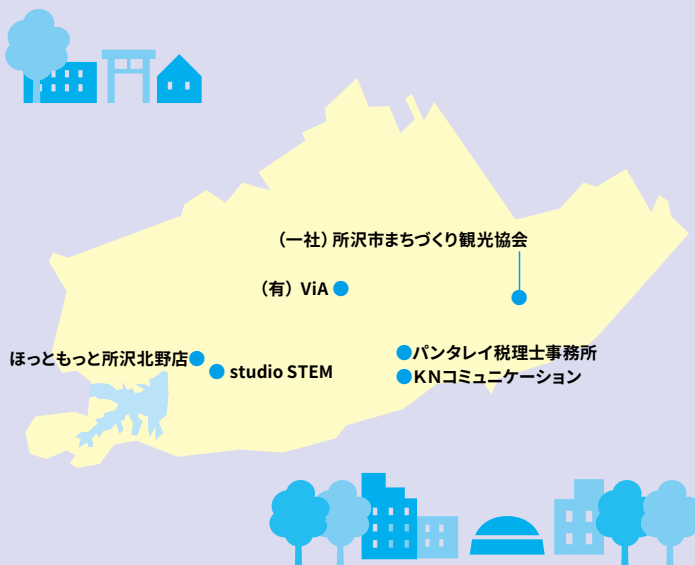 （一社）所沢市まちづくり観光協会
（有）ViA
ほっともっと所沢北野店
studio STEM
パンタレイ税理士事務所
KNコミュニケーション